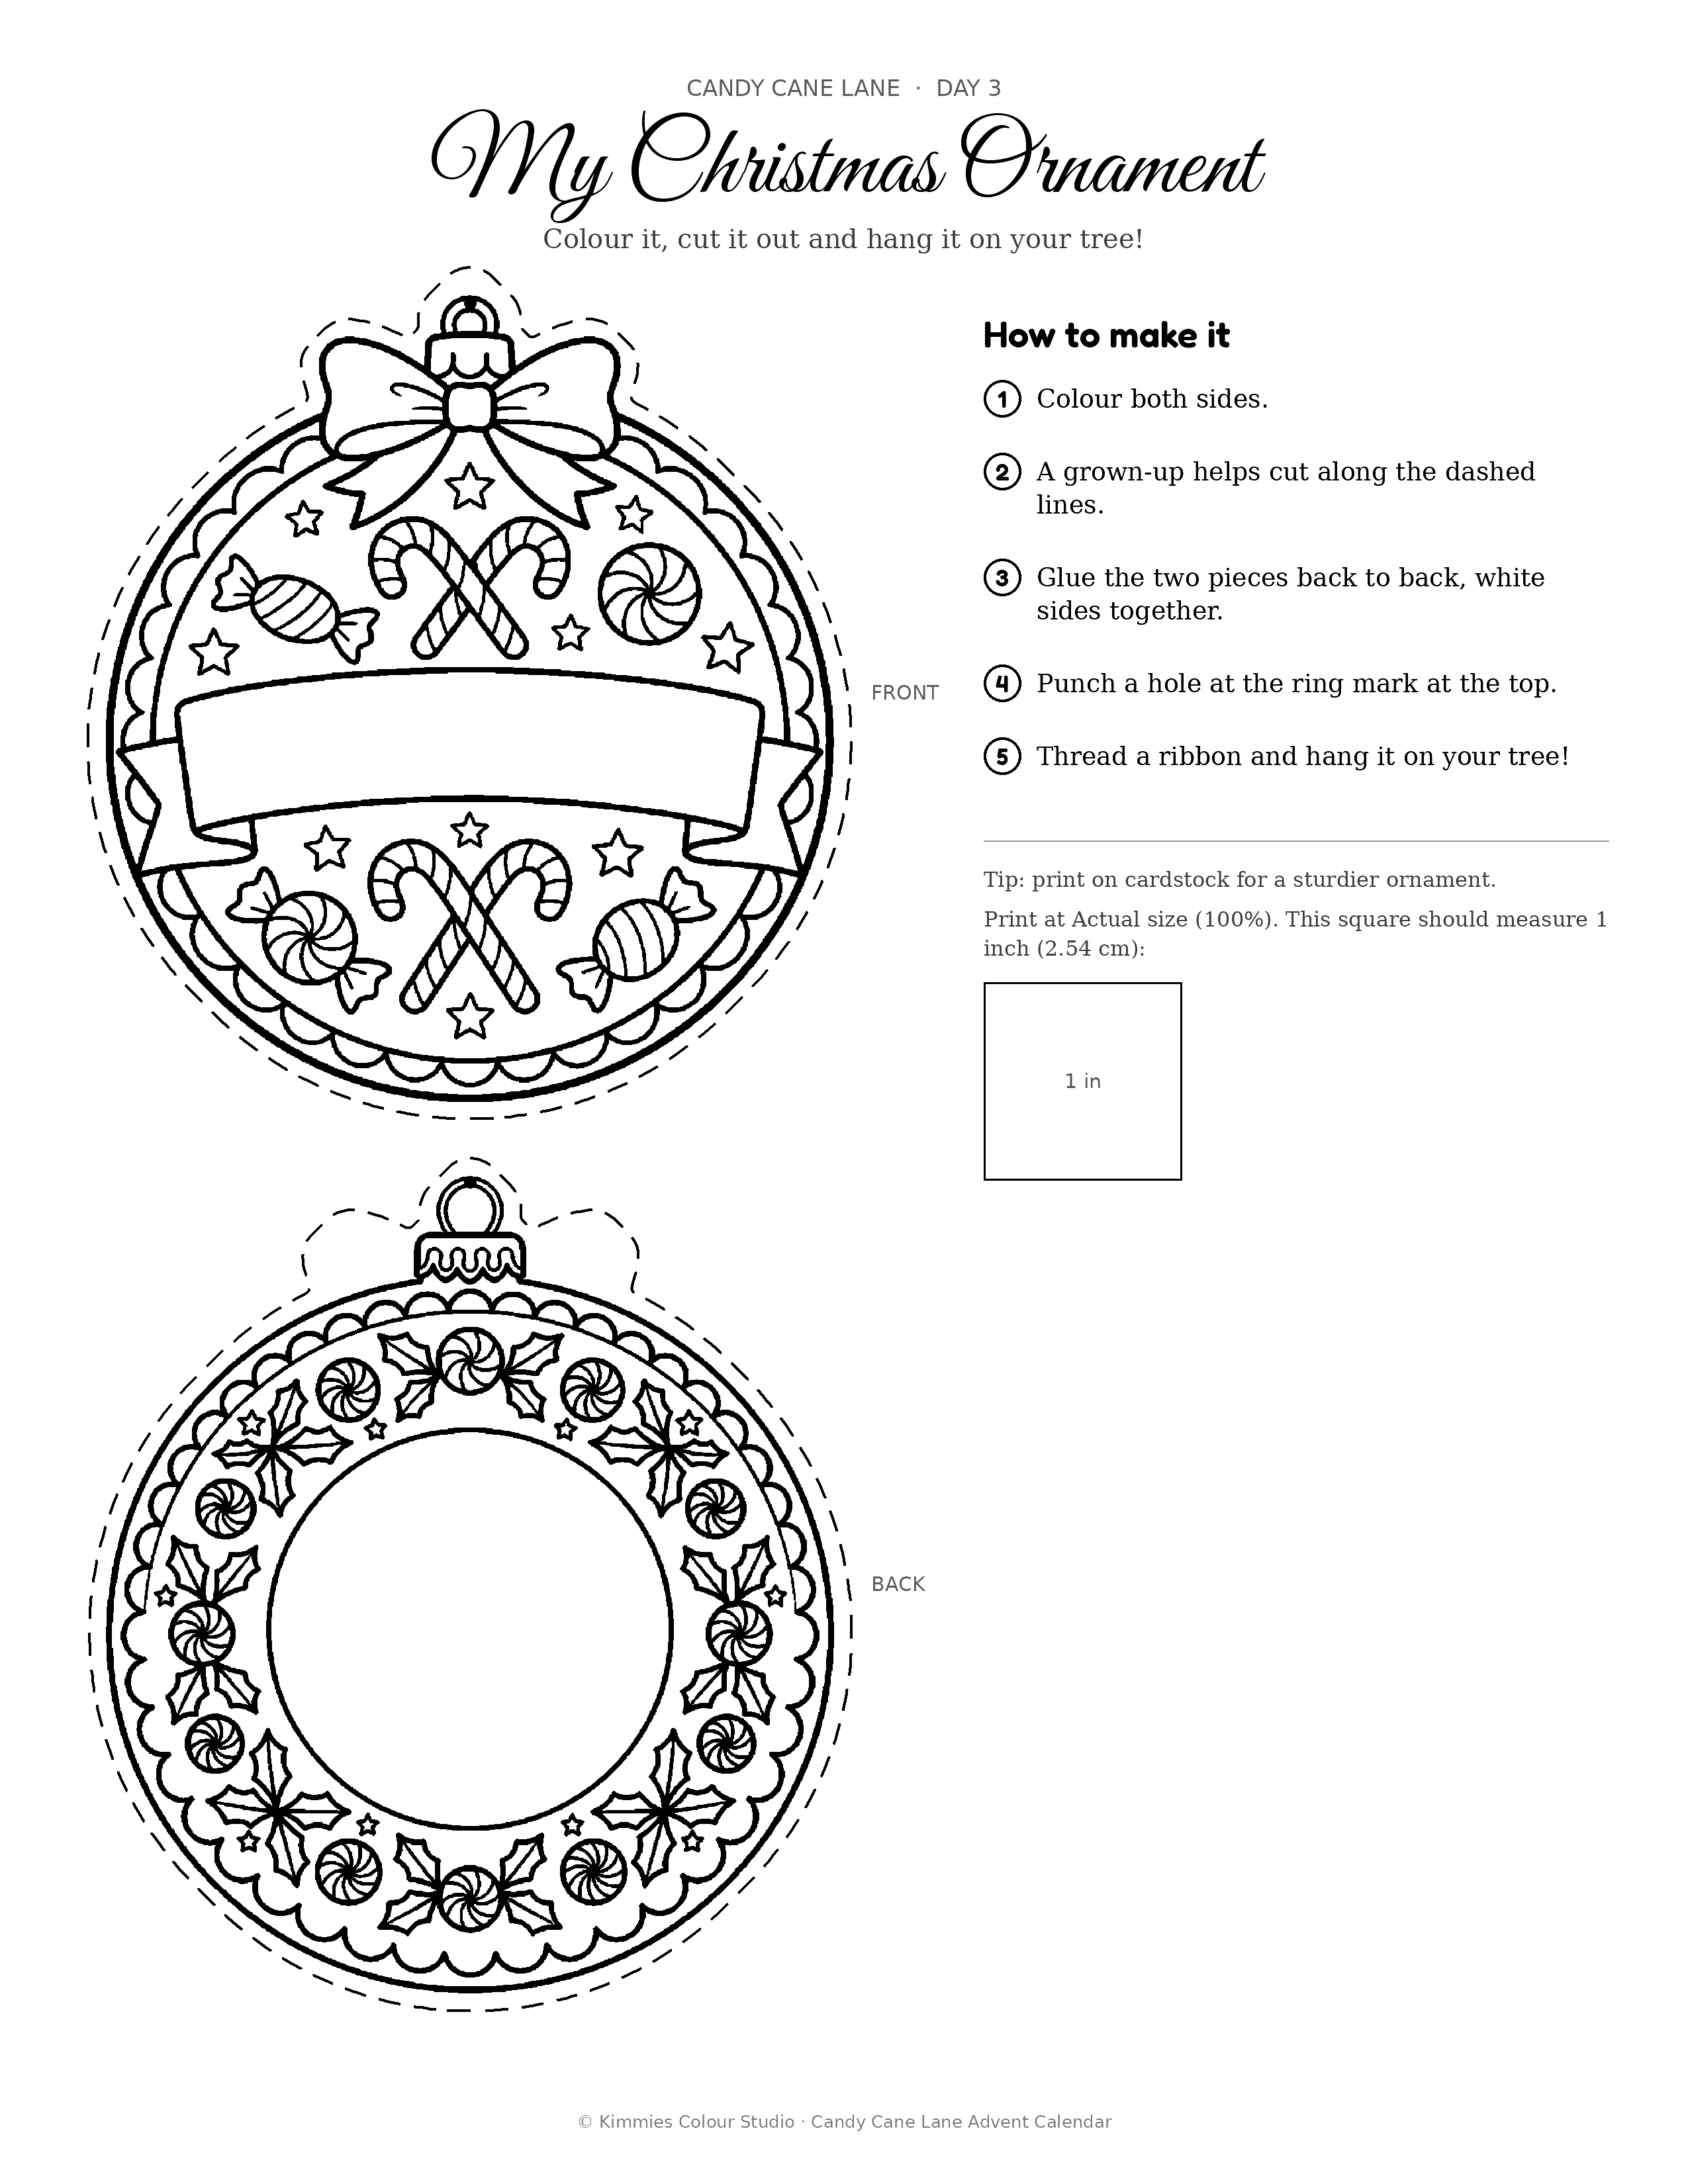 CANDY CANE LANE · DAY 3
My Christmas Ornament
Colour it, cut it out and hang it on your tree!
How to make it
1 Colour both sides.
2 A grown-up helps cut along the dashed
lines.
3 Glue the two pieces back to back, white
sides together.
FRONT
4 Punch a hole at the ring mark at the top.
5 Thread a ribbon and hang it on your tree!
Tip: print on cardstock for a sturdier ornament.
Print at Actual size (100%). This square should measure 1
inch (2.54 cm):
1 in
BACK
© Kimmies Colour Studio · Candy Cane Lane Advent Calendar